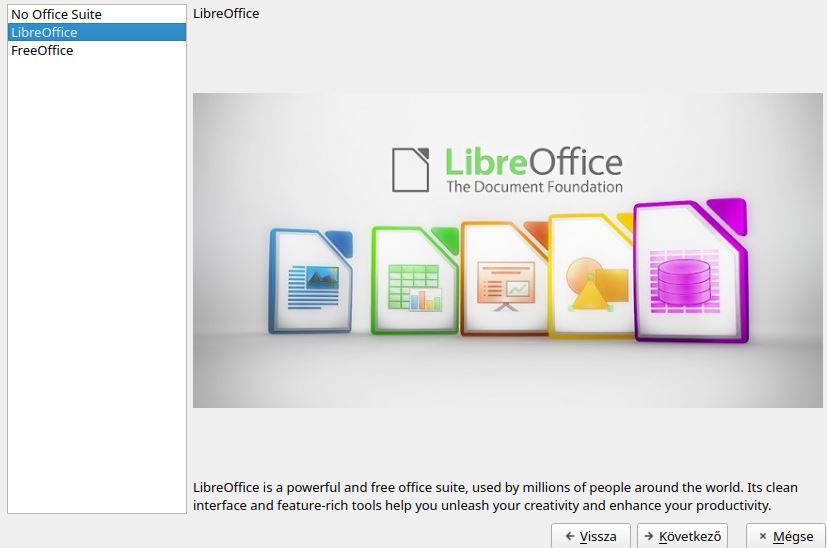 No Office Suite
LibreOffice
FreeOffice
LibreOffice
LibreOffice
The Document Foundation
LibreOffice is a powerful and free office suite, used by millions of people around the world. Its clean
interface and feature-rich tools help you unleash your creativity and enhance your productivity.
Vissza
Következő
Mégse